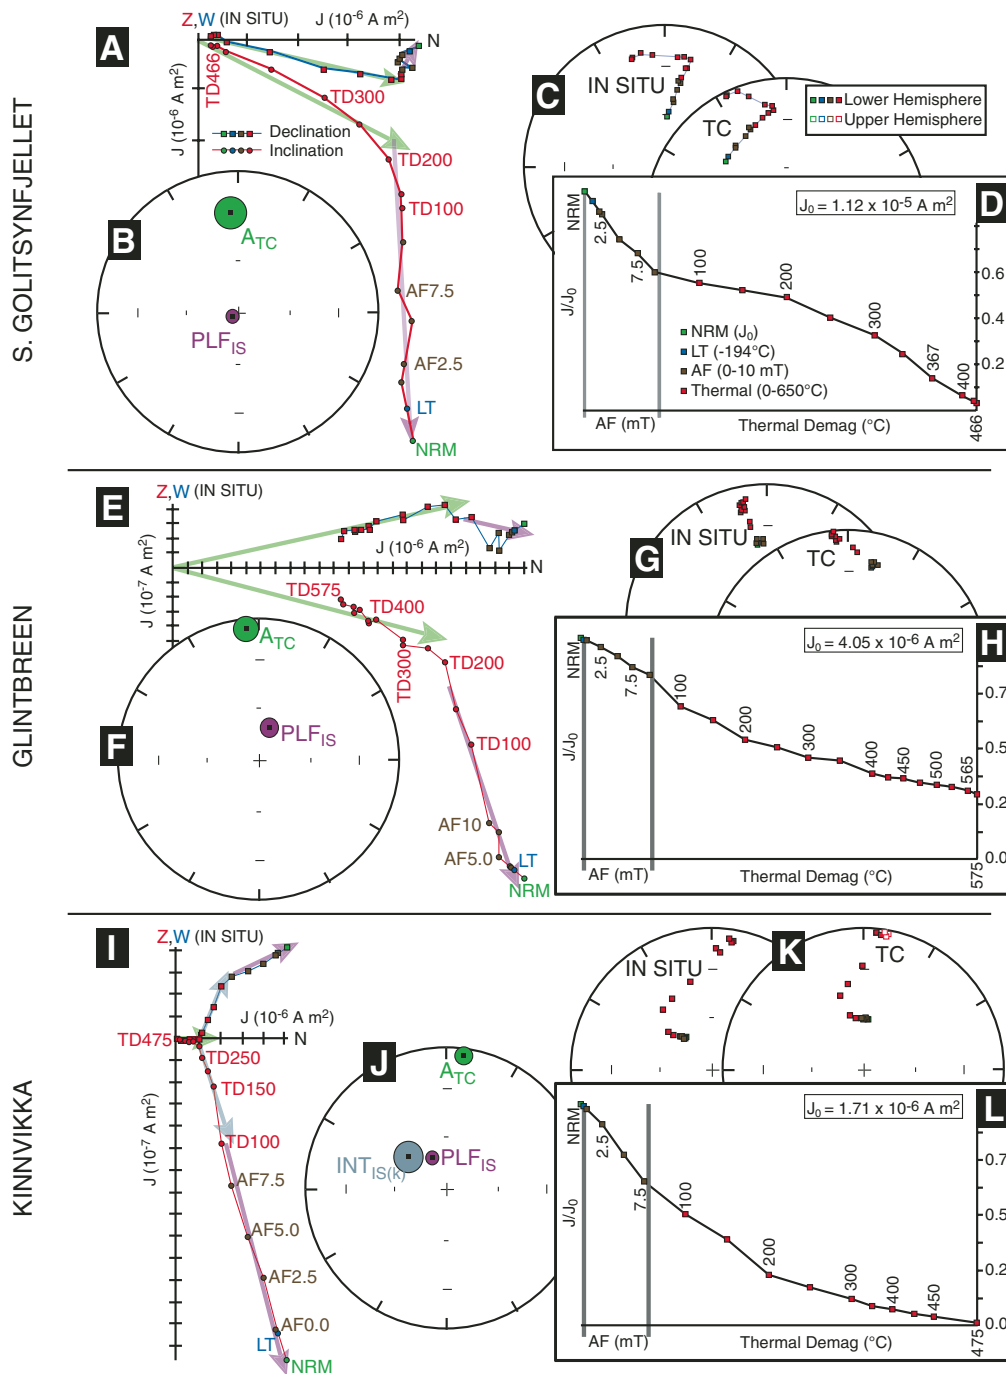 S. GOLITSYNFJELLET
A
Z,W (IN SITU)
J (10⁻⁶ A m²)
N
TD466
J (10⁻⁶ A m²)
TD300
Declination
Inclination
TD200
TD100
AF7.5
AF2.5
LT
NRM
B
A_TC
PLF_IS
C
IN SITU
TC
Lower Hemisphere
Upper Hemisphere
D
J₀ = 1.12 x 10⁻⁵ A m²
NRM
2.5
7.5
100
200
300
367
400
466
0.6
0.4
0.2
J/J₀
NRM (J₀)
LT (-194°C)
AF (0-10 mT)
Thermal (0-650°C)
AF (mT)
Thermal Demag (°C)
GLINTBREEN
E
Z,W (IN SITU)
J (10⁻⁶ A m²)
N
J (10⁻⁷ A m²)
TD575
TD400
TD300
TD200
TD100
AF10
AF5.0
LT
NRM
F
A_TC
PLF_IS
G
IN SITU
TC
H
J₀ = 4.05 x 10⁻⁶ A m²
NRM
2.5
7.5
100
200
300
400
450
500
565
575
0.7
0.5
0.2
0.0
J/J₀
AF (mT)
Thermal Demag (°C)
KINNVIKKA
I
Z,W (IN SITU)
J (10⁻⁶ A m²)
N
J (10⁻⁷ A m²)
TD475
TD250
TD150
TD100
AF7.5
AF5.0
AF2.5
AF0.0
LT
NRM
J
A_TC
INT_IS(k)
PLF_IS
K
IN SITU
TC
L
J₀ = 1.71 x 10⁻⁶ A m²
NRM
2.5
7.5
100
200
300
400
450
475
0.7
0.5
0.2
0.0
J/J₀
AF (mT)
Thermal Demag (°C)